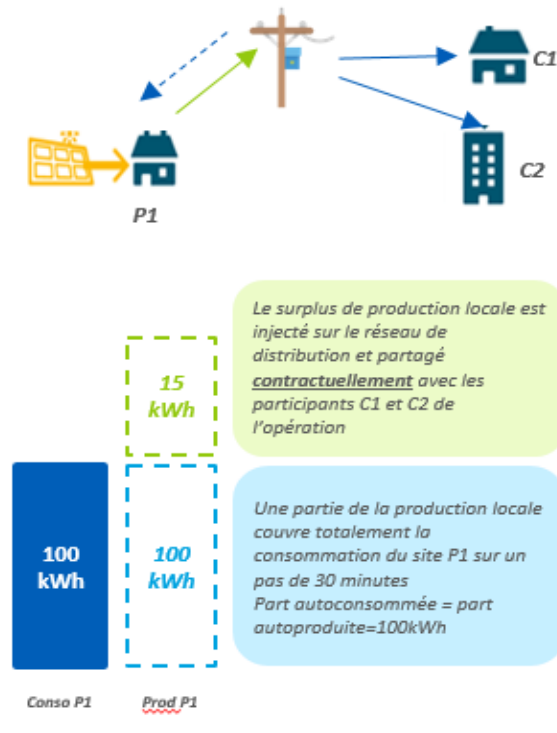 C1
C2
P1
Le surplus de production locale est
injecté sur le réseau de
distribution et partagé
contractuellement avec les
participants C1 et C2 de
l'opération
15
kWh
100
kWh
100
kWh
Une partie de la production locale
couvre totalement la
consommation du site P1 sur un
pas de 30 minutes
Part autoconsommée = part
autoproduite=100kWh
Conso P1
Prod P1